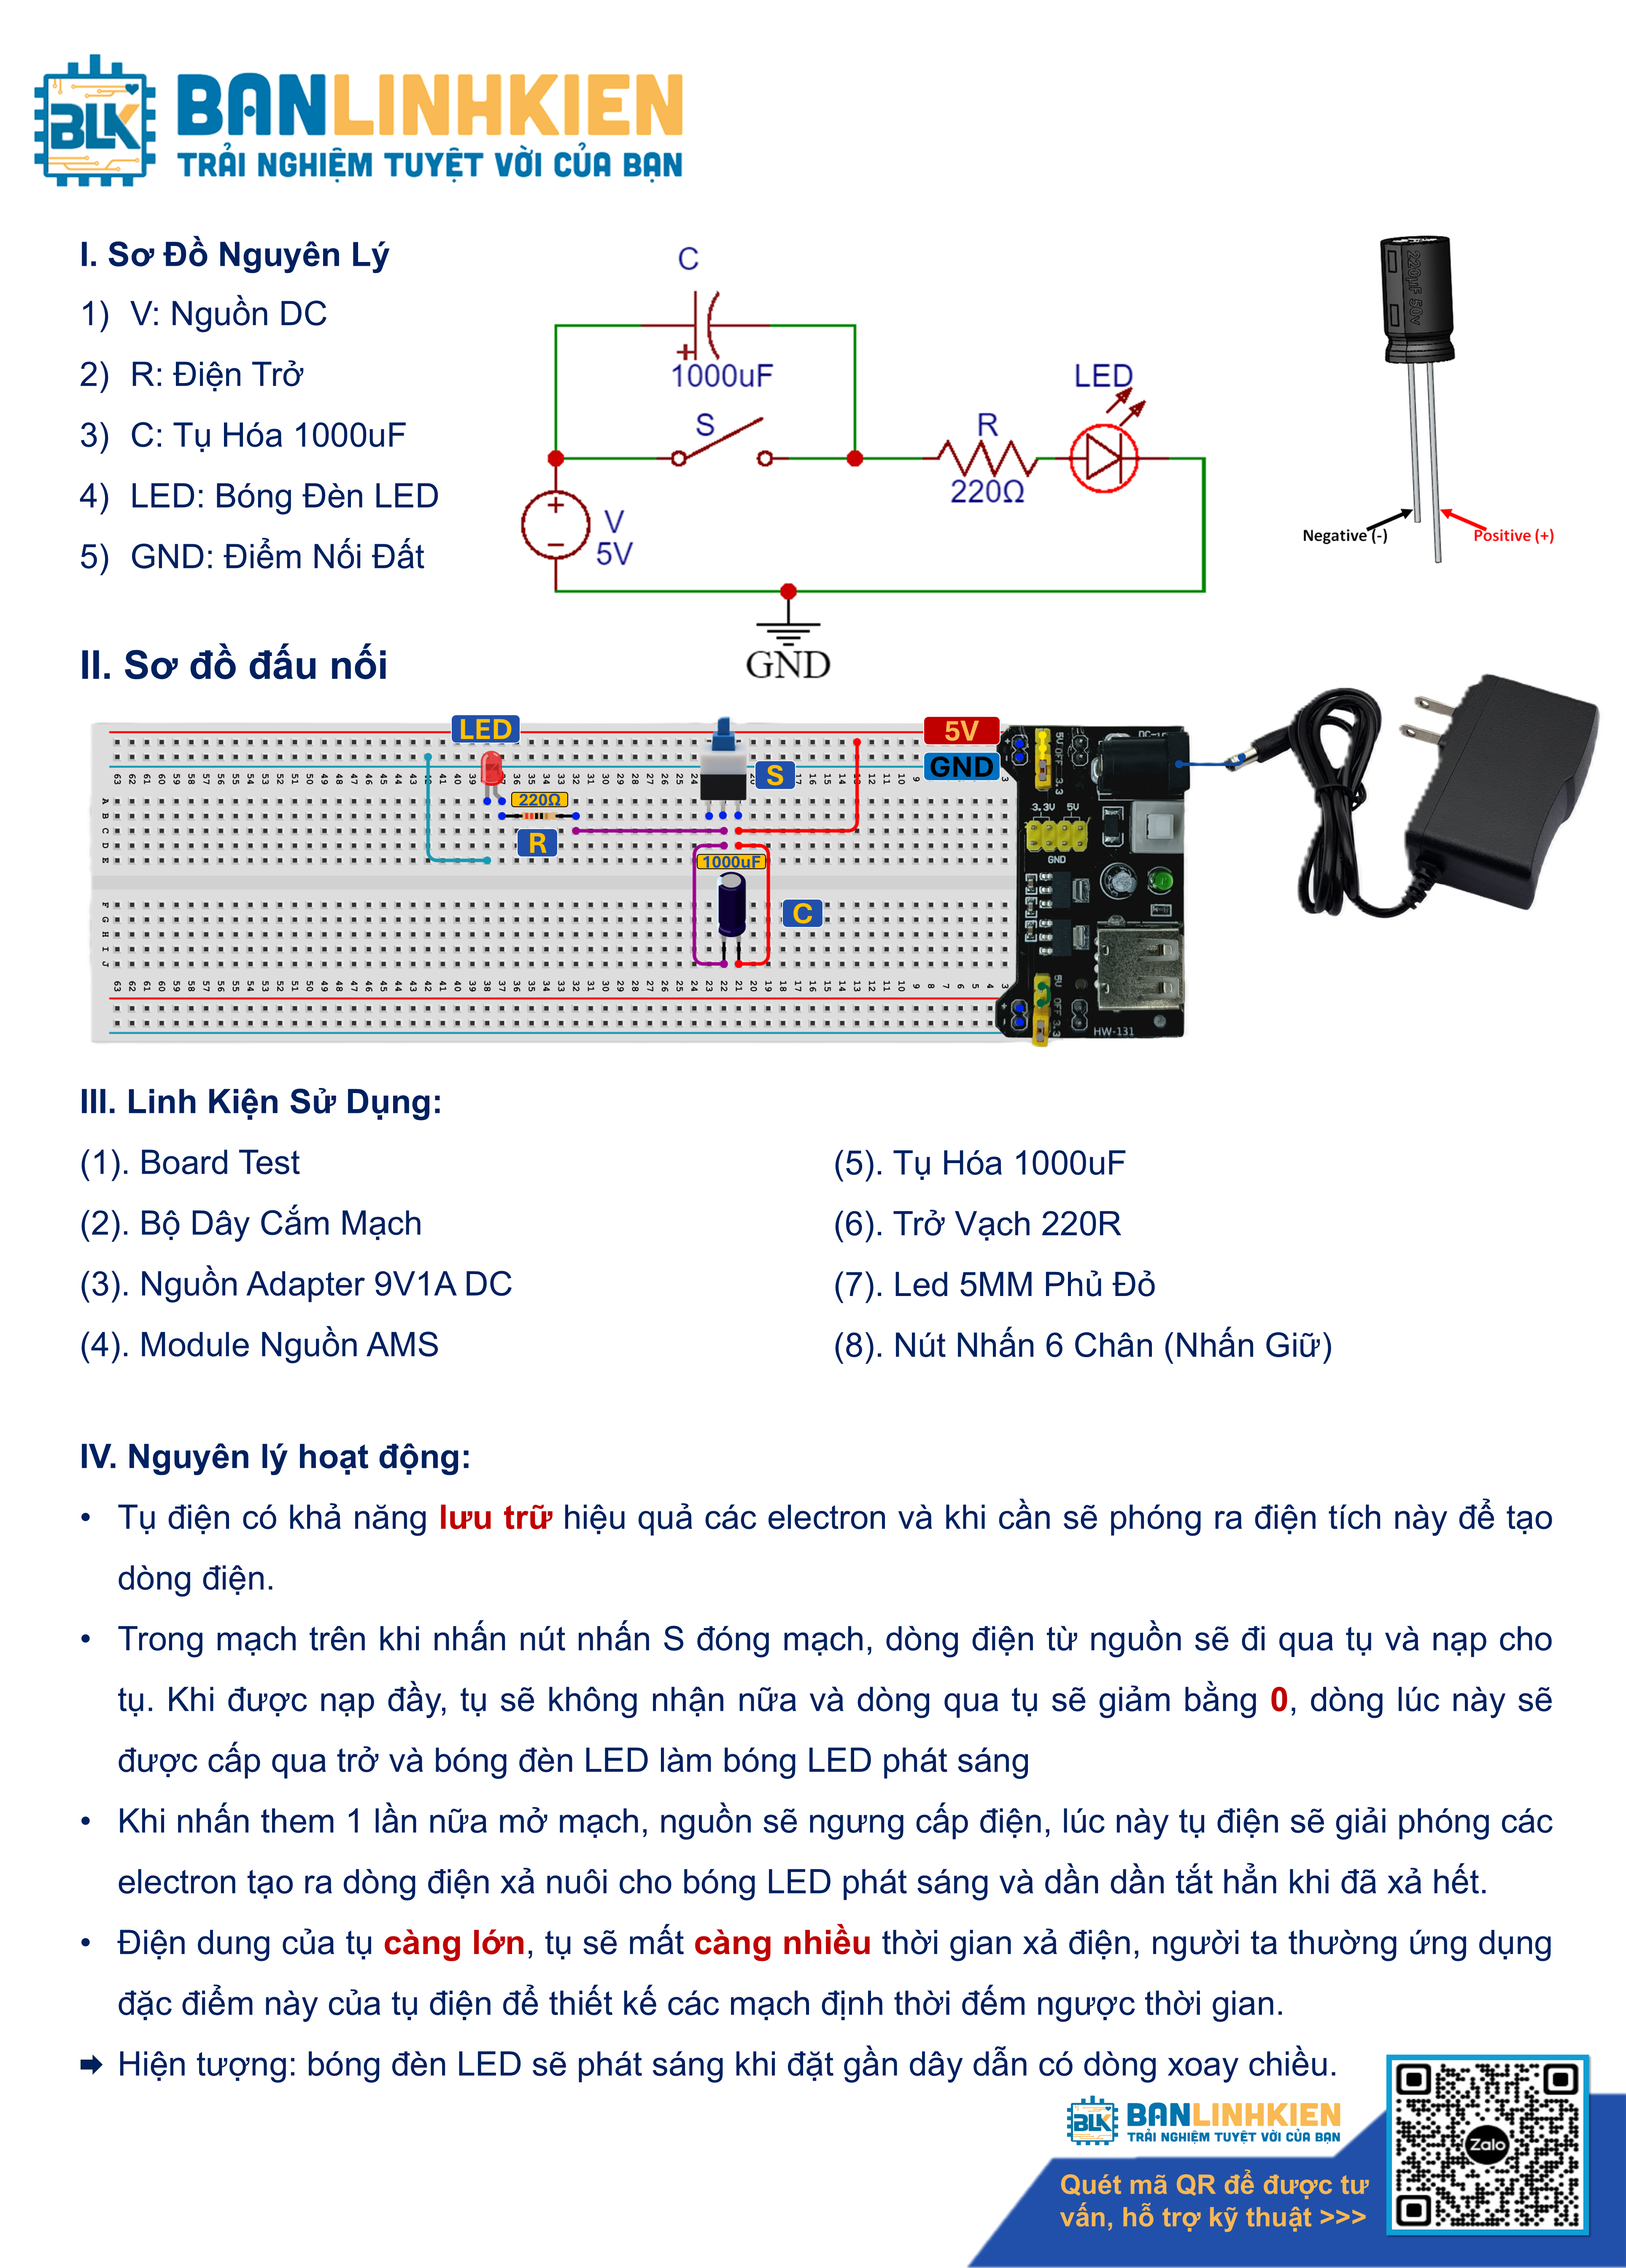 BLK
BANLINHKIEN
TRẢI NGHIỆM TUYỆT VỜI CỦA BẠN
I. Sơ Đồ Nguyên Lý
1) V: Nguồn DC
2) R: Điện Trở
3) C: Tụ Hóa 1000uF
4) LED: Bóng Đèn LED
5) GND: Điểm Nối Đất
C
+
1000uF
S
R
220Ω
LED
+
−
V
5V
GND
220µF 50v
Negative (-)
Positive (+)
II. Sơ đồ đấu nối
LED
220Ω
R
S
5V
GND
1000uF
C
5V OFF 3.3
3.3V 5V
GND
5V OFF 3.3
HW-131
III. Linh Kiện Sử Dụng:
(1). Board Test
(2). Bộ Dây Cắm Mạch
(3). Nguồn Adapter 9V1A DC
(4). Module Nguồn AMS
(5). Tụ Hóa 1000uF
(6). Trở Vạch 220R
(7). Led 5MM Phủ Đỏ
(8). Nút Nhấn 6 Chân (Nhấn Giữ)
IV. Nguyên lý hoạt động:
• Tụ điện có khả năng lưu trữ hiệu quả các electron và khi cần sẽ phóng ra điện tích này để tạo
dòng điện.
• Trong mạch trên khi nhấn nút nhấn S đóng mạch, dòng điện từ nguồn sẽ đi qua tụ và nạp cho
tụ. Khi được nạp đầy, tụ sẽ không nhận nữa và dòng qua tụ sẽ giảm bằng 0, dòng lúc này sẽ
được cấp qua trở và bóng đèn LED làm bóng LED phát sáng
• Khi nhấn them 1 lần nữa mở mạch, nguồn sẽ ngưng cấp điện, lúc này tụ điện sẽ giải phóng các
electron tạo ra dòng điện xả nuôi cho bóng LED phát sáng và dần dần tắt hẳn khi đã xả hết.
• Điện dung của tụ càng lớn, tụ sẽ mất càng nhiều thời gian xả điện, người ta thường ứng dụng
đặc điểm này của tụ điện để thiết kế các mạch định thời đếm ngược thời gian.
➡ Hiện tượng: bóng đèn LED sẽ phát sáng khi đặt gần dây dẫn có dòng xoay chiều.
BLK
BANLINHKIEN
TRẢI NGHIỆM TUYỆT VỜI CỦA BẠN
Quét mã QR để được tư
vấn, hỗ trợ kỹ thuật >>>
Zalo